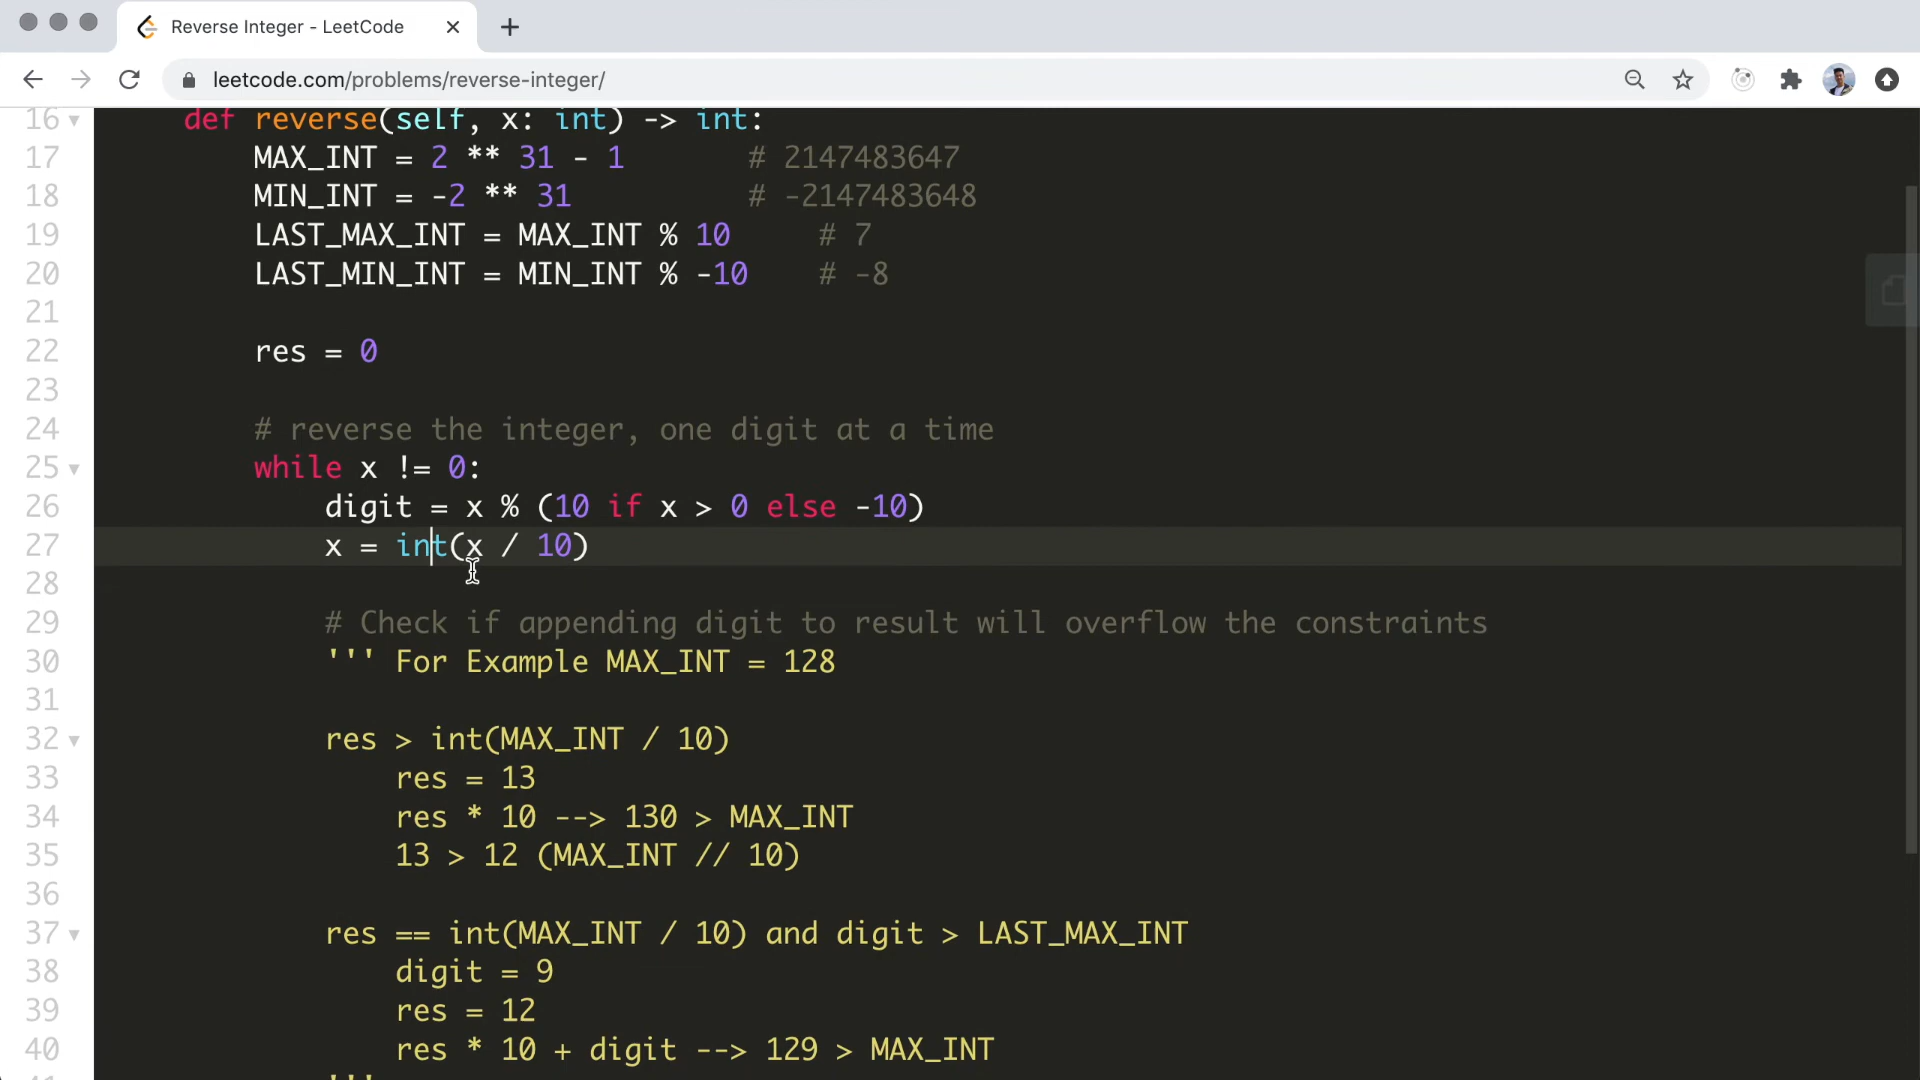 Reverse Integer - LeetCode
leetcode.com/problems/reverse-integer/
16 def reverse(self, x: int) -> int:
17 MAX_INT = 2 ** 31 - 1 # 2147483647
18 MIN_INT = -2 ** 31 # -2147483648
19 LAST_MAX_INT = MAX_INT % 10 # 7
20 LAST_MIN_INT = MIN_INT % -10 # -8
21
22 res = 0
23
24 # reverse the integer, one digit at a time
25 while x != 0:
26 digit = x % (10 if x > 0 else -10)
27 x = int(x / 10)
28
29 # Check if appending digit to result will overflow the constraints
30 ''' For Example MAX_INT = 128
31
32 res > int(MAX_INT / 10)
33 res = 13
34 res * 10 --> 130 > MAX_INT
35 13 > 12 (MAX_INT // 10)
36
37 res == int(MAX_INT / 10) and digit > LAST_MAX_INT
38 digit = 9
39 res = 12
40 res * 10 + digit --> 129 > MAX_INT
41 '''